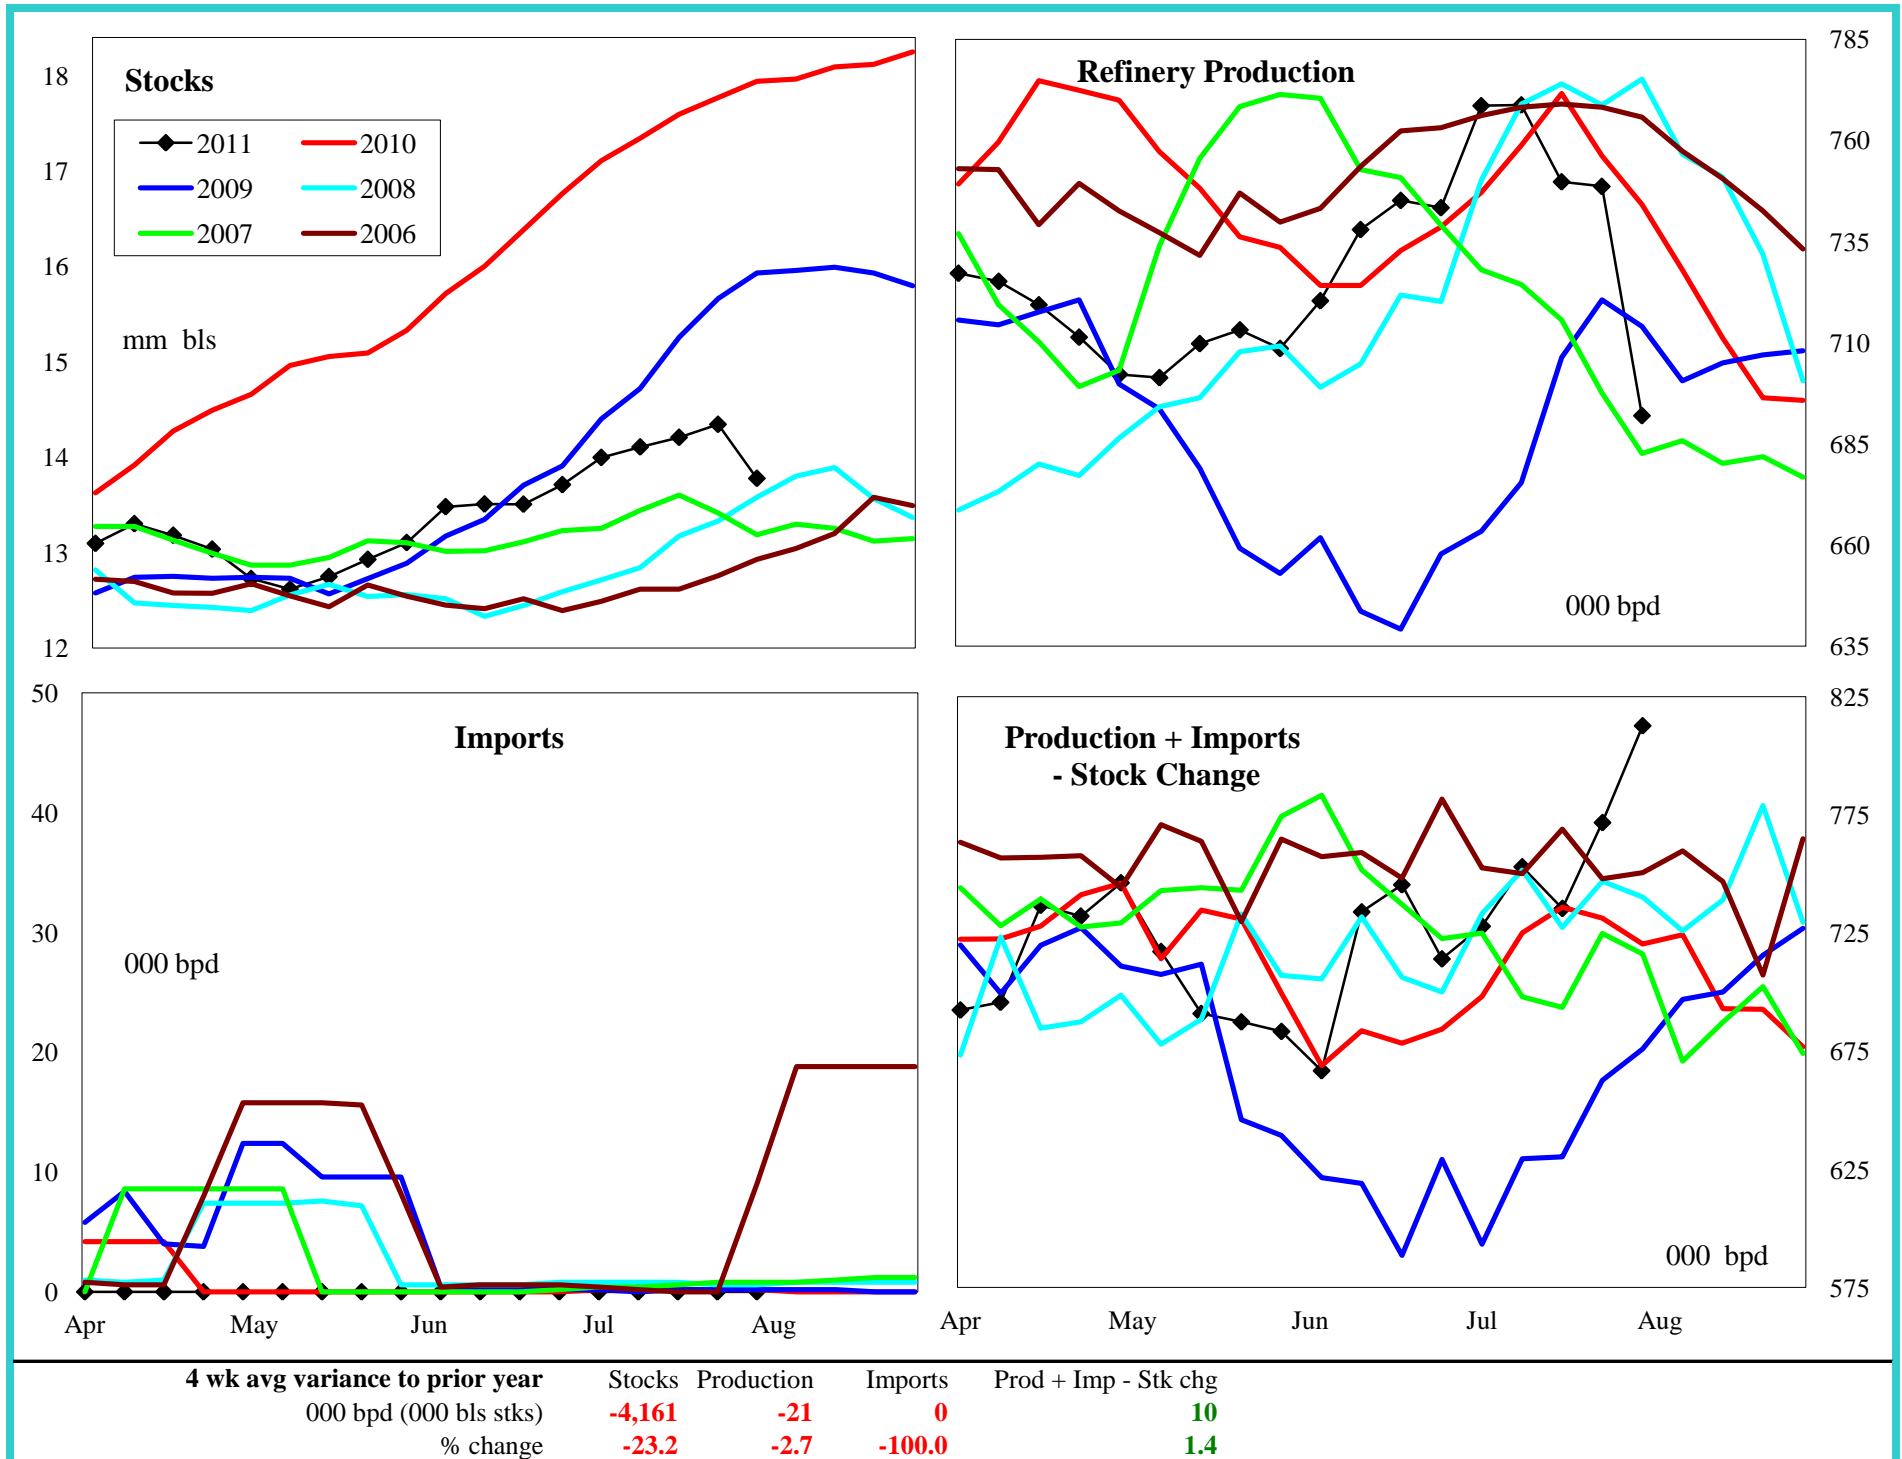 Stocks
2011 2010
2009 2008
2007 2006
mm bls
18
17
16
15
14
13
12
Refinery Production
000 bpd
785
760
735
710
685
660
635
Imports
000 bpd
50
40
30
20
10
0
Apr May Jun Jul Aug
Production + Imports
- Stock Change
000 bpd
825
775
725
675
625
575
Apr May Jun Jul Aug
4 wk avg variance to prior year Stocks Production Imports Prod + Imp - Stk chg
000 bpd (000 bls stks) -4,161 -21 0 10
% change -23.2 -2.7 -100.0 1.4